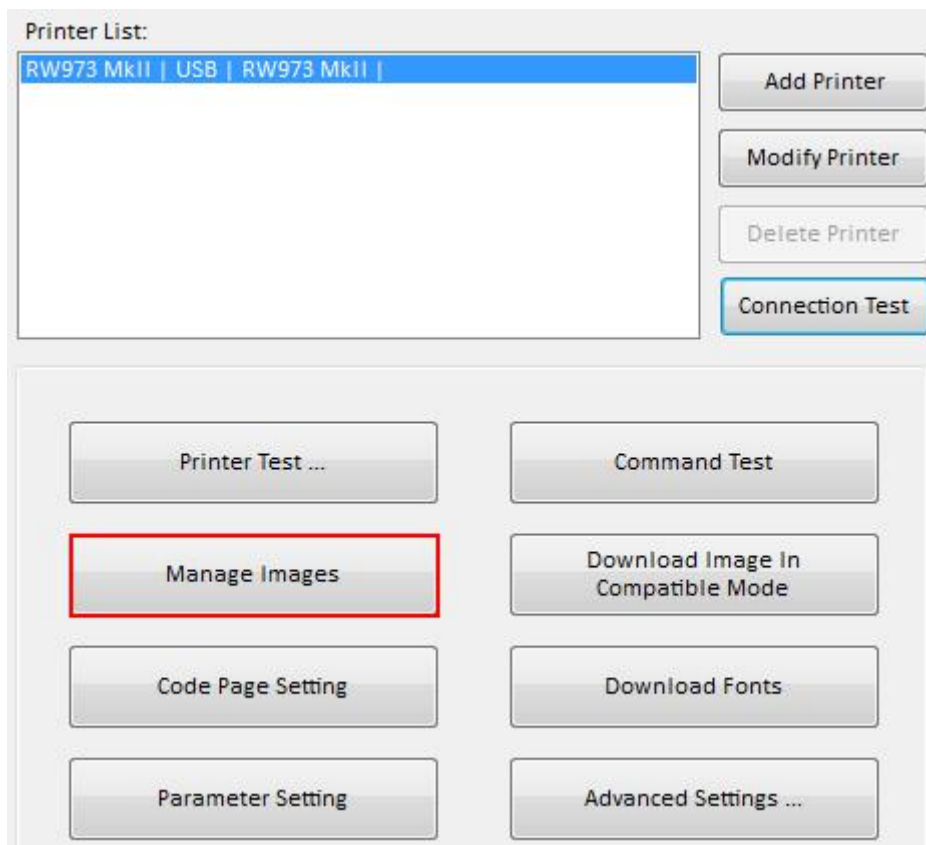 Printer List:
RW973 MkII | USB | RW973 MkII |
Add Printer
Modify Printer
Delete Printer
Connection Test
Printer Test ...
Command Test
Manage Images
Download Image In
Compatible Mode
Code Page Setting
Download Fonts
Parameter Setting
Advanced Settings ...